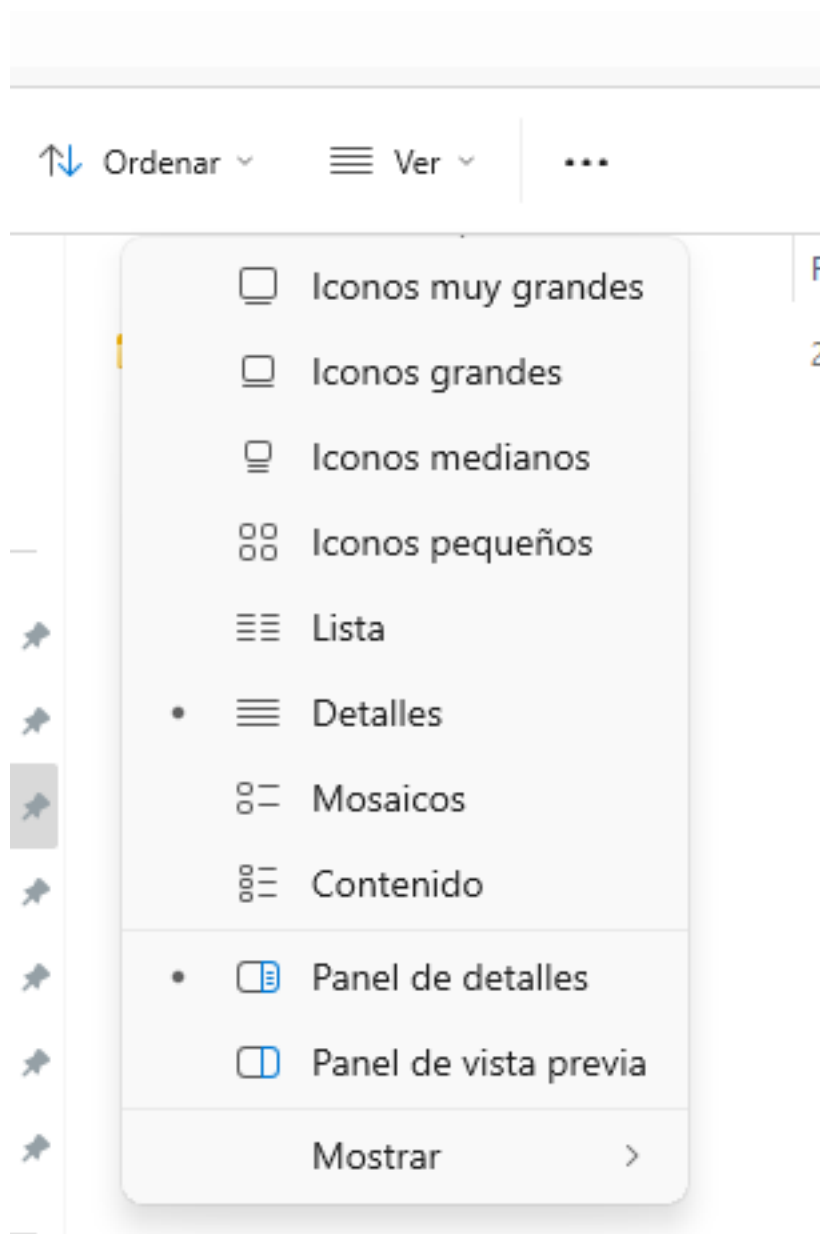 Ordenar Ver
Iconos muy grandes
Iconos grandes
Iconos medianos
Iconos pequeños
Lista
Detalles
Mosaicos
Contenido
Panel de detalles
Panel de vista previa
Mostrar